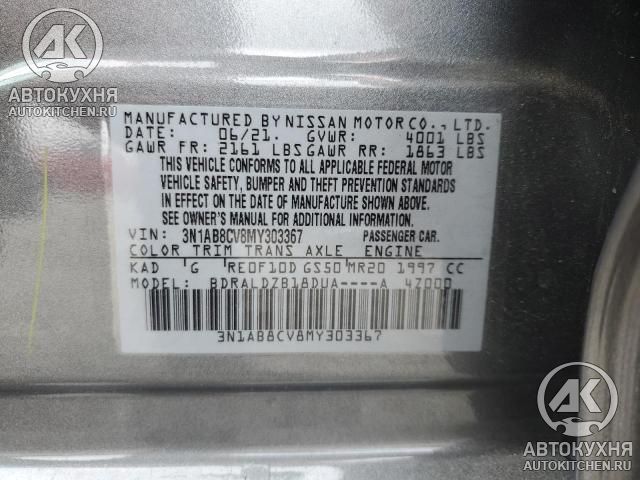 АК
АВТОКУХНЯ
AUTOKITCHEN.RU
MANUFACTURED BY NISSAN MOTOR CO., LTD.
DATE: 06/21. GVWR: 4001 LBS
GAWR FR: 2161 LBS GAWR RR: 1863 LBS
THIS VEHICLE CONFORMS TO ALL APPLICABLE FEDERAL MOTOR
VEHICLE SAFETY, BUMPER AND THEFT PREVENTION STANDARDS
IN EFFECT ON THE DATE OF MANUFACTURE SHOWN ABOVE.
SEE OWNER'S MANUAL FOR ADDITIONAL INFORMATION.
VIN: 3N1AB8CV8MY303367 PASSENGER CAR.
COLOR TRIM TRANS AXLE ENGINE
KAD G RE0F10D GS50 MR20 1997 CC
MODEL: BDRALDZB18DUA----A 4Z000
3N1AB8CV8MY303367
АК
АВТОКУХНЯ
AUTOKITCHEN.RU